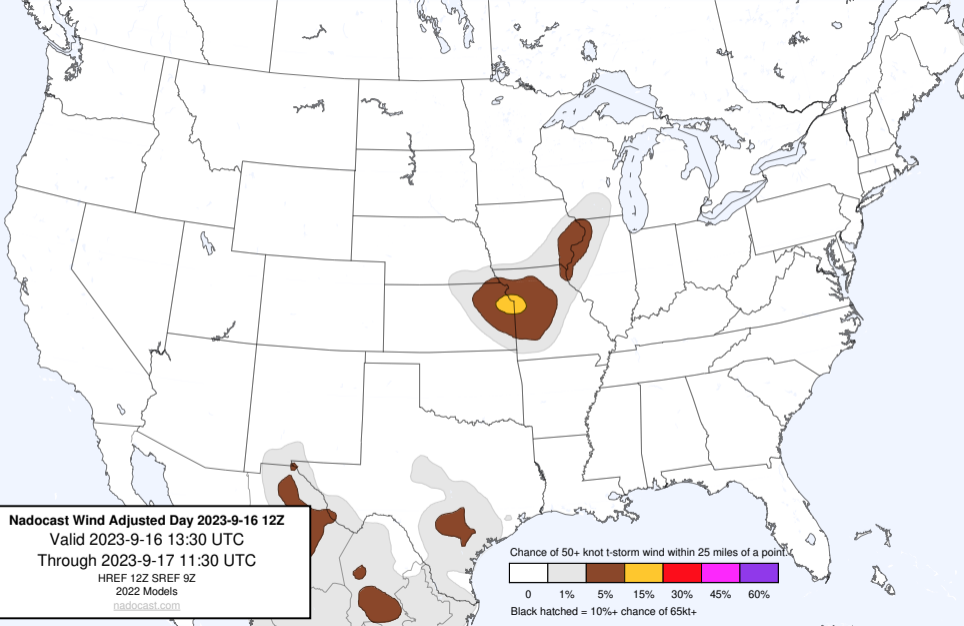 Nadocast Wind Adjusted Day 2023-9-16 12Z
Valid 2023-9-16 13:30 UTC
Through 2023-9-17 11:30 UTC
HREF 12Z SREF 9Z
2022 Models
nadocast.com
Chance of 50+ knot t-storm wind within 25 miles of a point.
0 1% 5% 15% 30% 45% 60%
Black hatched = 10%+ chance of 65kt+